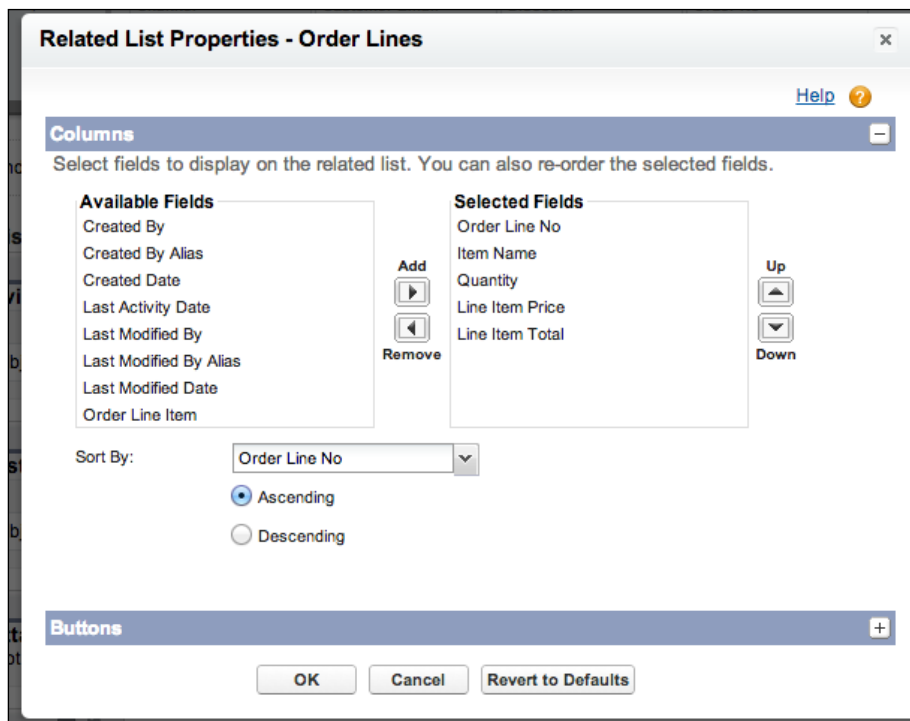 Related List Properties - Order Lines
Help
Columns
Select fields to display on the related list. You can also re-order the selected fields.
Available Fields
Created By
Created By Alias
Created Date
Last Activity Date
Last Modified By
Last Modified By Alias
Last Modified Date
Order Line Item
Add
Remove
Selected Fields
Order Line No
Item Name
Quantity
Line Item Price
Line Item Total
Up
Down
Sort By:
Order Line No
Ascending
Descending
Buttons
OK
Cancel
Revert to Defaults